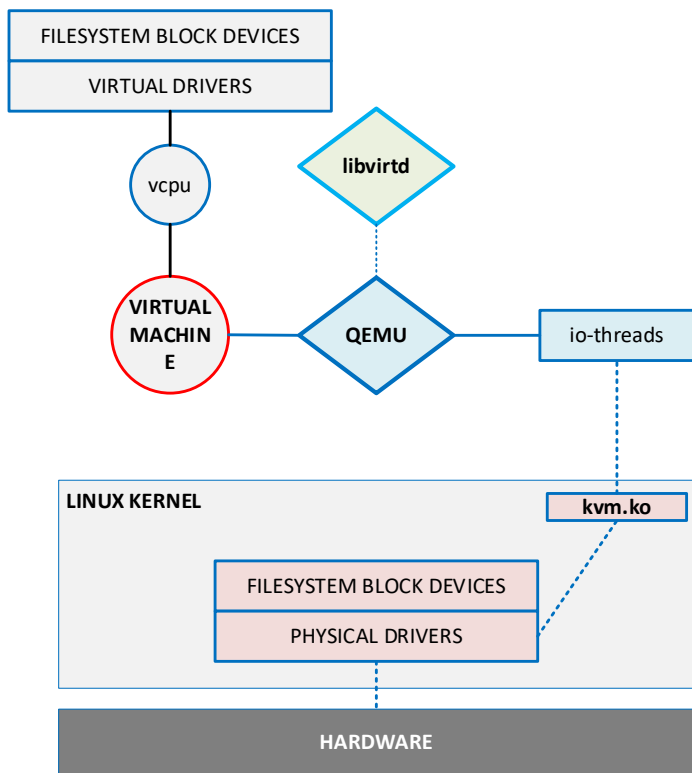 FILESYSTEM BLOCK DEVICES
VIRTUAL DRIVERS
vcpu
libvirtd
VIRTUAL
MACHIN
E
QEMU
io-threads
LINUX KERNEL
kvm.ko
FILESYSTEM BLOCK DEVICES
PHYSICAL DRIVERS
HARDWARE